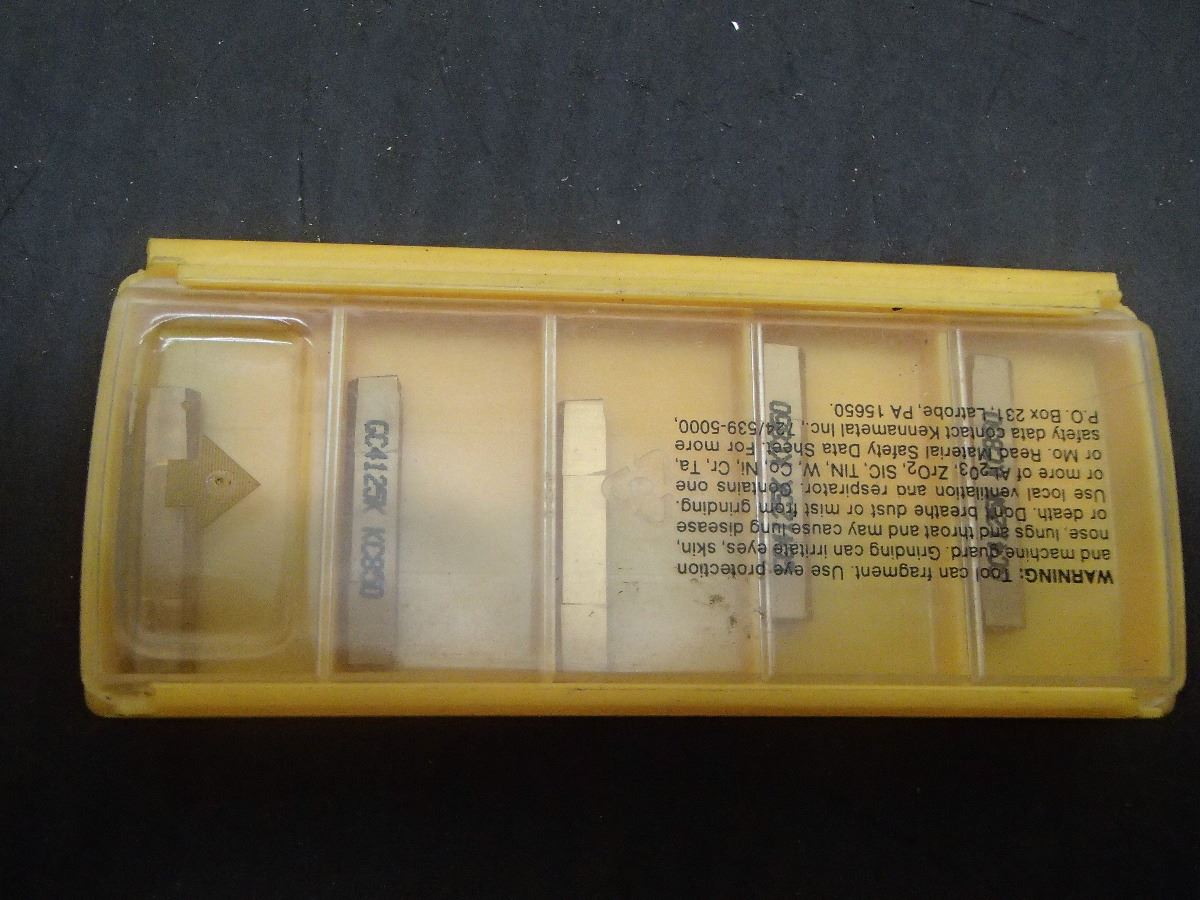 GC4125K KC850
WARNING: Tool can fragment. Use eye protection
and machine guard. Grinding can irritate eyes, skin,
nose, lungs and throat and may cause lung disease
or death. Don't breathe dust or mist from grinding.
Use local ventilation and respirator. Contains one
or more of AL203, ZrO2, SIC, TIN, W, Co, Ni, Cr, Ta,
or Mo. Read Material Safety Data Sheet. For more
safety data contact Kennametal Inc., 724/539-5000,
P.O. Box 231, Latrobe, PA 15650.